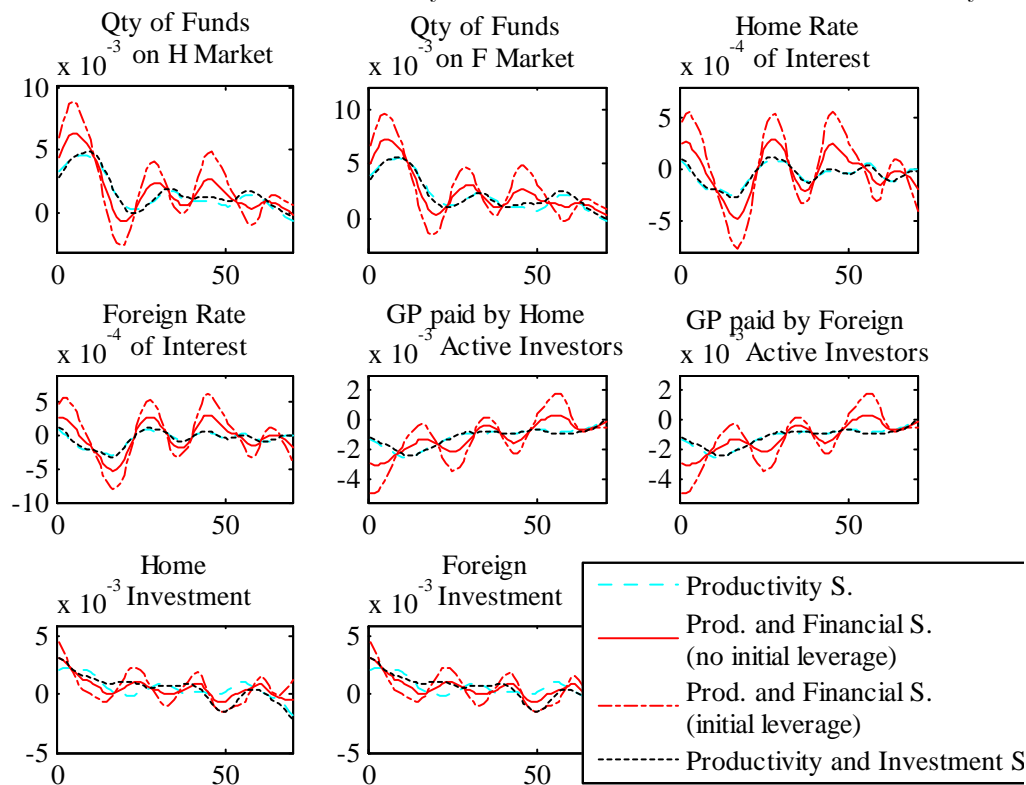 Qty of Funds
x 10^-3 on H Market
10
5
0
0
50
Qty of Funds
x 10^-3 on F Market
10
5
0
0
50
Home Rate
x 10^-4 of Interest
5
0
-5
0
50
Foreign Rate
x 10^-4 of Interest
5
0
-5
-10
0
50
GP paid by Home
x 10^-3 Active Investors
2
0
-2
-4
0
50
GP paid by Foreign
x 10^-3 Active Investors
2
0
-2
-4
0
50
Home
x 10^-3 Investment
5
0
-5
0
50
Foreign
x 10^-3 Investment
5
0
-5
0
50
Productivity S.
Prod. and Financial S.
(no initial leverage)
Prod. and Financial S.
(initial leverage)
Productivity and Investment S